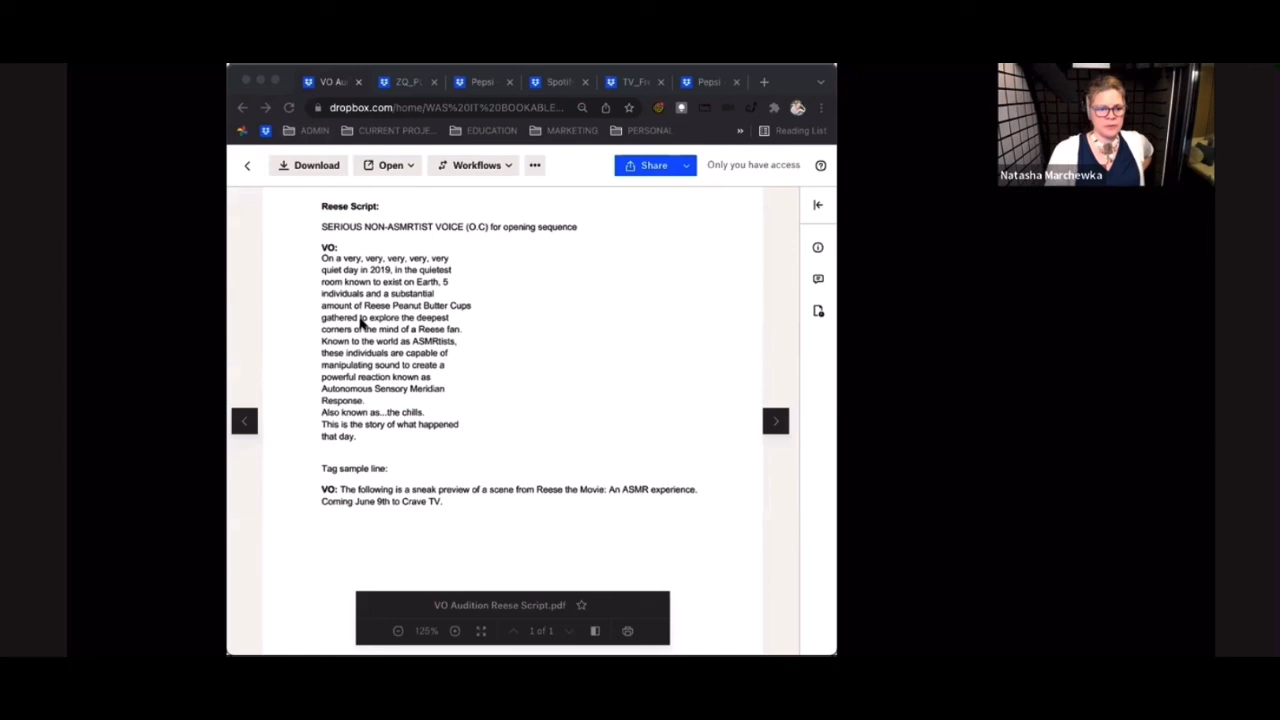 VO Au
ZQ_Pl
Pepsi
Spotif
TV_Fr
Pepsi
dropbox.com/home/WAS%20IT%20BOOKABLE...
ADMIN
CURRENT PROJE...
EDUCATION
MARKETING
PERSONAL
»
Reading List
Download
Open
Workflows
Share
Only you have access
Reese Script:
SERIOUS NON-ASMRTIST VOICE (O.C) for opening sequence
VO:
On a very, very, very, very, very
quiet day in 2019, in the quietest
room known to exist on Earth, 5
individuals and a substantial
amount of Reese Peanut Butter Cups
gathered to explore the deepest
corners of the mind of a Reese fan.
Known to the world as ASMRtists,
these individuals are capable of
manipulating sound to create a
powerful reaction known as
Autonomous Sensory Meridian
Response.
Also known as...the chills.
This is the story of what happened
that day.
Tag sample line:
VO: The following is a sneak preview of a scene from Reese the Movie: An ASMR experience.
Coming June 9th to Crave TV.
VO Audition Reese Script.pdf
125%
1 of 1
Natasha Marchewka